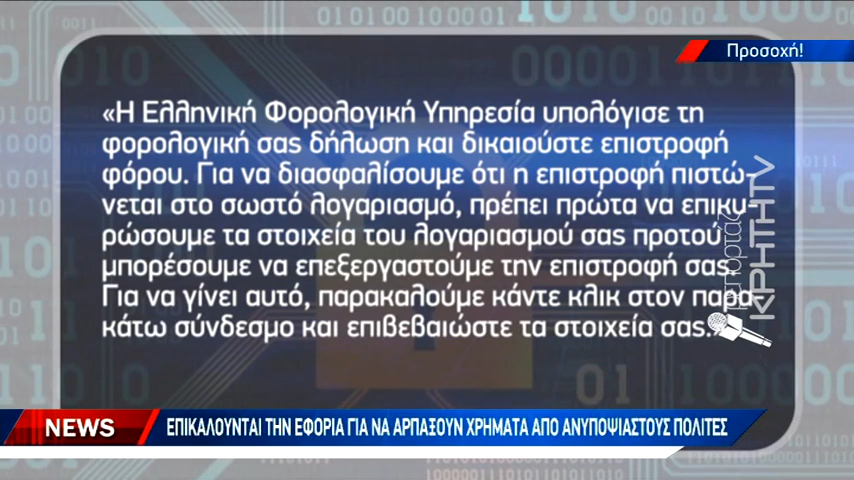 Προσοχή!
«Η Ελληνική Φορολογική Υπηρεσία υπολόγισε τη
φορολογική σας δήλωση και δικαιούστε επιστροφή
φόρου. Για να διασφαλίσουμε ότι η επιστροφή πιστώ-
νεται στο σωστό λογαριασμό, πρέπει πρώτα να επικυ-
ρώσουμε τα στοιχεία του λογαριασμού σας προτού
μπορέσουμε να επεξεργαστούμε την επιστροφή σας.
Για να γίνει αυτό, παρακαλούμε κάντε κλικ στον παρα-
κάτω σύνδεσμο και επιβεβαιώστε τα στοιχεία σας.»
ρεπορτάζ
ΚΡΗΤΗTV
NEWS ΕΠΙΚΑΛΟΥΝΤΑΙ ΤΗΝ ΕΦΟΡΙΑ ΓΙΑ ΝΑ ΑΡΠΑΞΟΥΝ ΧΡΗΜΑΤΑ ΑΠΟ ΑΝΥΠΟΨΙΑΣΤΟΥΣ ΠΟΛΙΤΕΣ